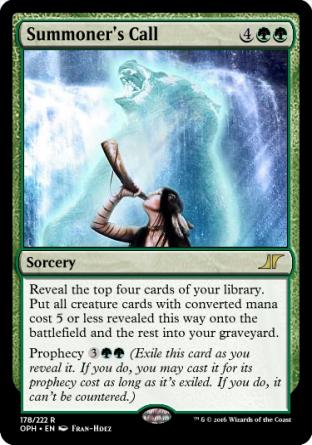 Summoner's Call 4
Sorcery
Reveal the top four cards of your library.
Put all creature cards with converted mana
cost 5 or less revealed this way onto the
battlefield and the rest into your graveyard.
Prophecy 3 (Exile this card as you
reveal it. If you do, you may cast it for its
prophecy cost as long as it's exiled. If you do, it
can't be countered.)
178/222 R
OPH • EN Fran-Hdez
™ & © 2016 Wizards of the Coast